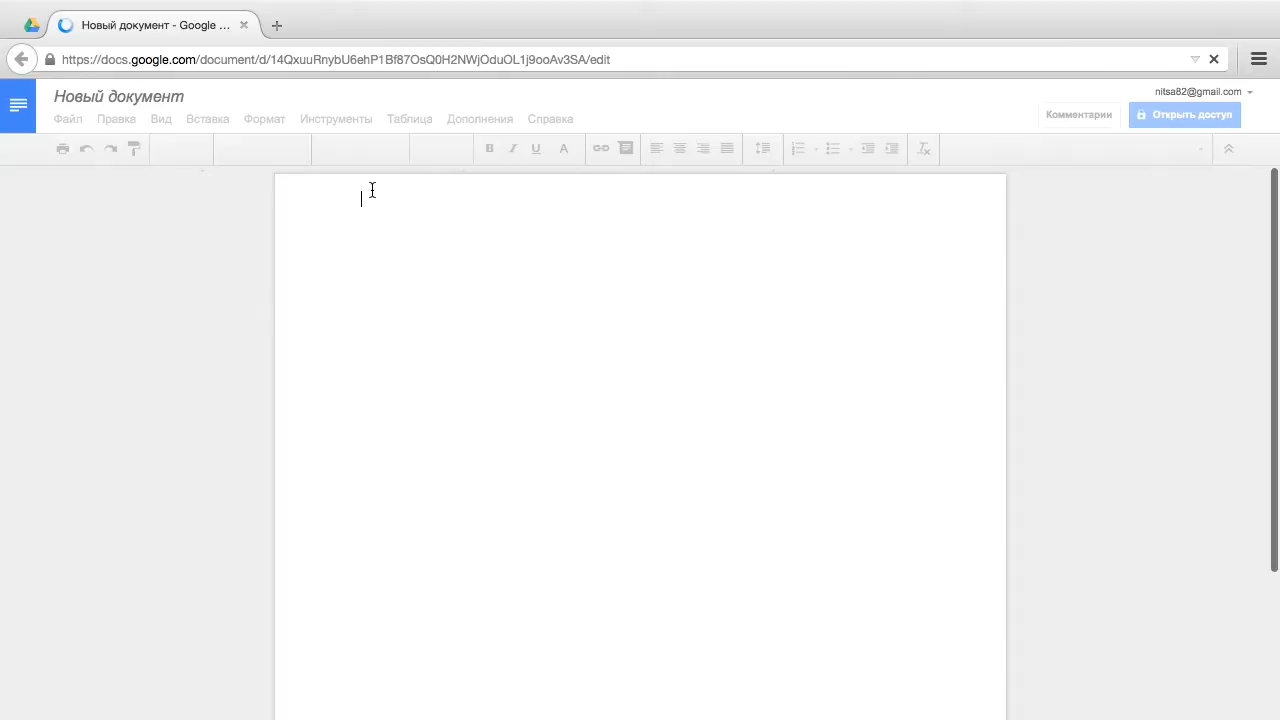 Новый документ - Google ...
https://docs.google.com/document/d/14QxuuRnybU6ehP1Bf87OsQ0H2NWjOduOL1j9ooAv3SA/edit
Новый документ
nitsa82@gmail.com
Файл Правка Вид Вставка Формат Инструменты Таблица Дополнения Справка
Комментарии
Открыть доступ